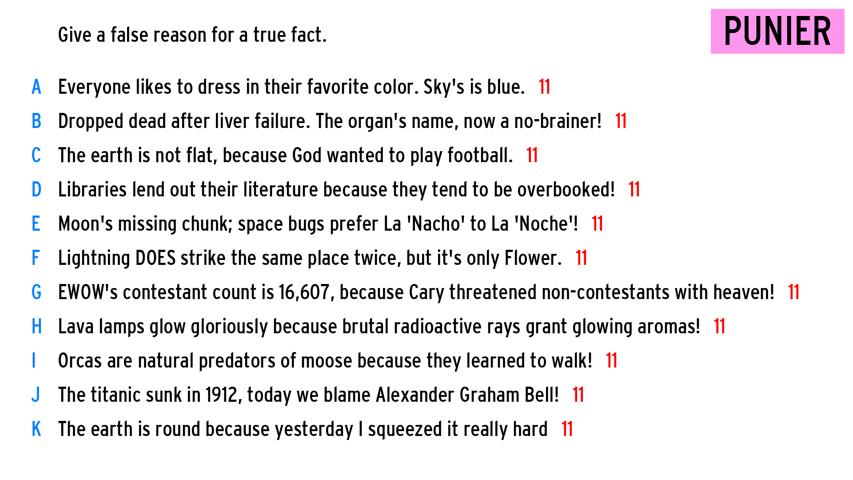 Give a false reason for a true fact.
PUNIER
A Everyone likes to dress in their favorite color. Sky's is blue. 11
B Dropped dead after liver failure. The organ's name, now a no-brainer! 11
C The earth is not flat, because God wanted to play football. 11
D Libraries lend out their literature because they tend to be overbooked! 11
E Moon's missing chunk; space bugs prefer La 'Nacho' to La 'Noche'! 11
F Lightning DOES strike the same place twice, but it's only Flower. 11
G EWOW's contestant count is 16,607, because Cary threatened non-contestants with heaven! 11
H Lava lamps glow gloriously because brutal radioactive rays grant glowing aromas! 11
I Orcas are natural predators of moose because they learned to walk! 11
J The titanic sunk in 1912, today we blame Alexander Graham Bell! 11
K The earth is round because yesterday I squeezed it really hard 11